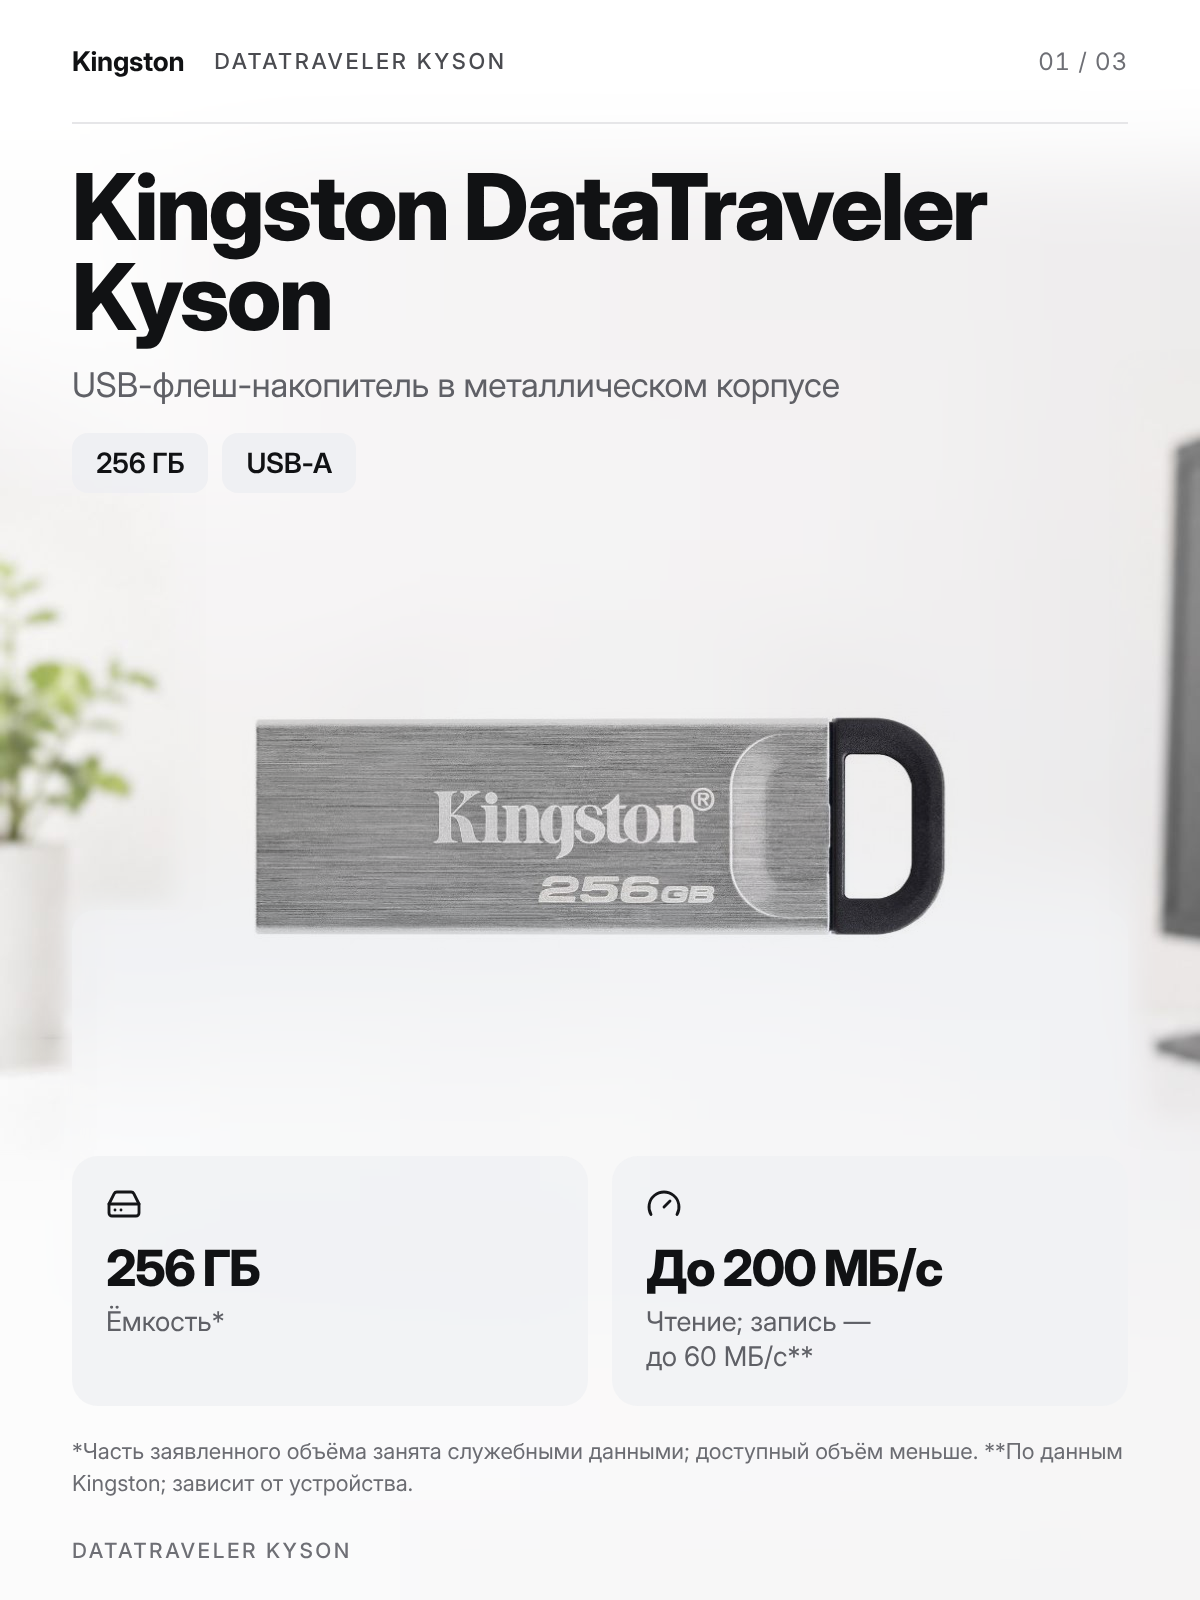 Kingston DATATRAVELER KYSON 01 / 03
Kingston DataTraveler
Kyson
USB-флеш-накопитель в металлическом корпусе
256 ГБ USB-A
Kingston®
256GB
256 ГБ
Ёмкость*
До 200 МБ/с
Чтение; запись —
до 60 МБ/с**
*Часть заявленного объёма занята служебными данными; доступный объём меньше. **По данным
Kingston; зависит от устройства.
DATATRAVELER KYSON